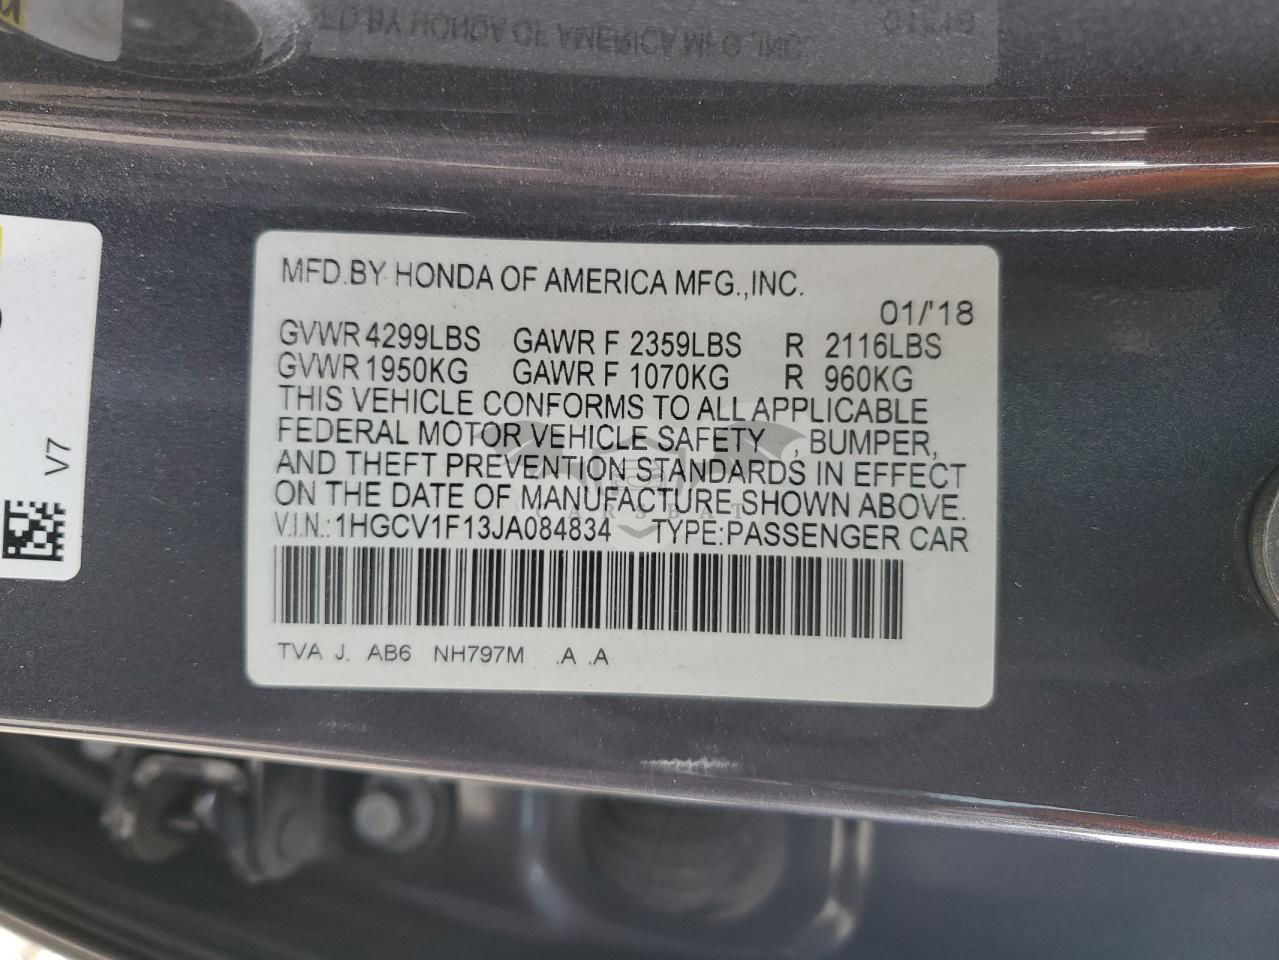 MFD.BY HONDA OF AMERICA MFG.,INC.
01/'18
GVWR 4299LBS GAWR F 2359LBS R 2116LBS
GVWR 1950KG GAWR F 1070KG R 960KG
THIS VEHICLE CONFORMS TO ALL APPLICABLE
FEDERAL MOTOR VEHICLE SAFETY , BUMPER,
AND THEFT PREVENTION STANDARDS IN EFFECT
ON THE DATE OF MANUFACTURE SHOWN ABOVE.
CARSBAT
V.I.N.: 1HGCV1F13JA084834 TYPE:PASSENGER CAR
TVA J. AB6 NH797M .A .A
V7